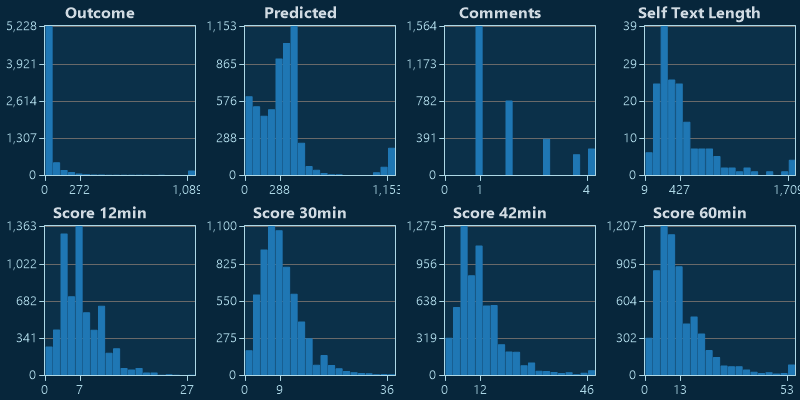 Outcome
5,228
3,921
2,614
1,307
0
0 272 1,089
Predicted
1,153
865
576
288
0
0 288 1,153
Comments
1,564
1,173
782
391
0
0 1 4
Self Text Length
39
29
20
10
0
9 427 1,709
Score 12min
1,363
1,022
682
341
0
0 7 27
Score 30min
1,100
825
550
275
0
0 9 36
Score 42min
1,275
956
638
319
0
0 12 46
Score 60min
1,207
905
604
302
0
0 13 53